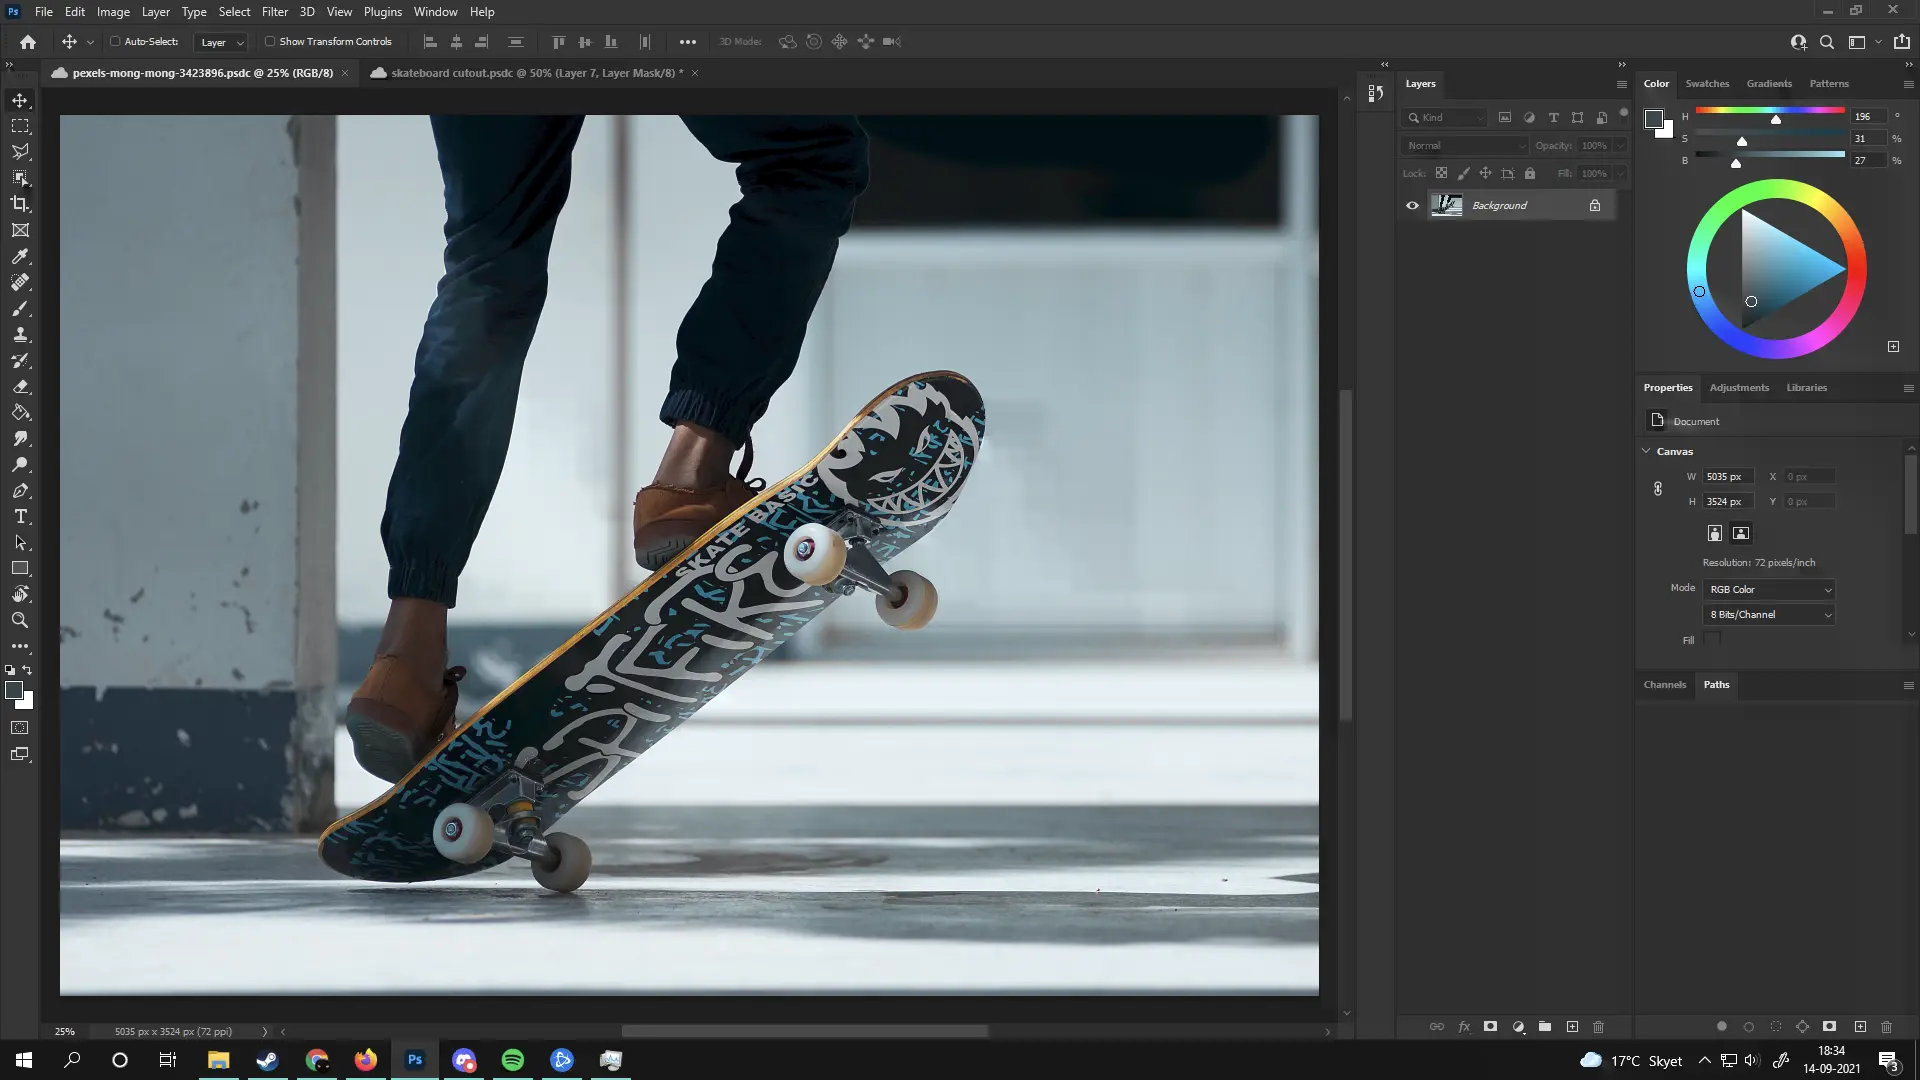 Ps File Edit Image Layer Type Select Filter 3D View Plugins Window Help
Auto-Select: Layer Show Transform Controls 3D Mode:
pexels-mong-mong-3423896.psdc @ 25% (RGB/8) × skateboard cutout.psdc @ 50% (Layer 7, Layer Mask/8) * ×
Layers
Kind
Normal Opacity: 100%
Lock: Fill: 100%
Background
Color Swatches Gradients Patterns
H 196 °
S 31 %
B 27 %
Properties Adjustments Libraries
Document
Canvas
W 5035 px X 0 px
H 3524 px Y 0 px
Resolution: 72 pixels/inch
Mode RGB Color
8 Bits/Channel
Fill
Channels Paths
SKATE BASIC
SPITFIRE
25% 5035 px x 3524 px (72 ppi)
Ps
17°C Skyet
18:34
14-09-2021
3